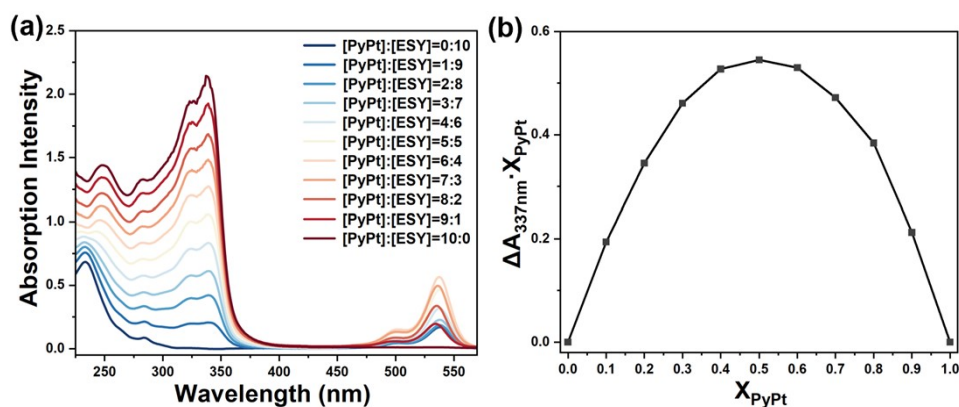 (a)
2.5
2.0
1.5
1.0
0.5
0.0
Absorption Intensity
[PyPt]:[ESY]=0:10
[PyPt]:[ESY]=1:9
[PyPt]:[ESY]=2:8
[PyPt]:[ESY]=3:7
[PyPt]:[ESY]=4:6
[PyPt]:[ESY]=5:5
[PyPt]:[ESY]=6:4
[PyPt]:[ESY]=7:3
[PyPt]:[ESY]=8:2
[PyPt]:[ESY]=9:1
[PyPt]:[ESY]=10:0
250 300 350 400 450 500 550
Wavelength (nm)
(b)
0.6
0.4
0.2
0.0
ΔA337nm·XPyPt
0.0 0.1 0.2 0.3 0.4 0.5 0.6 0.7 0.8 0.9 1.0
XPyPt